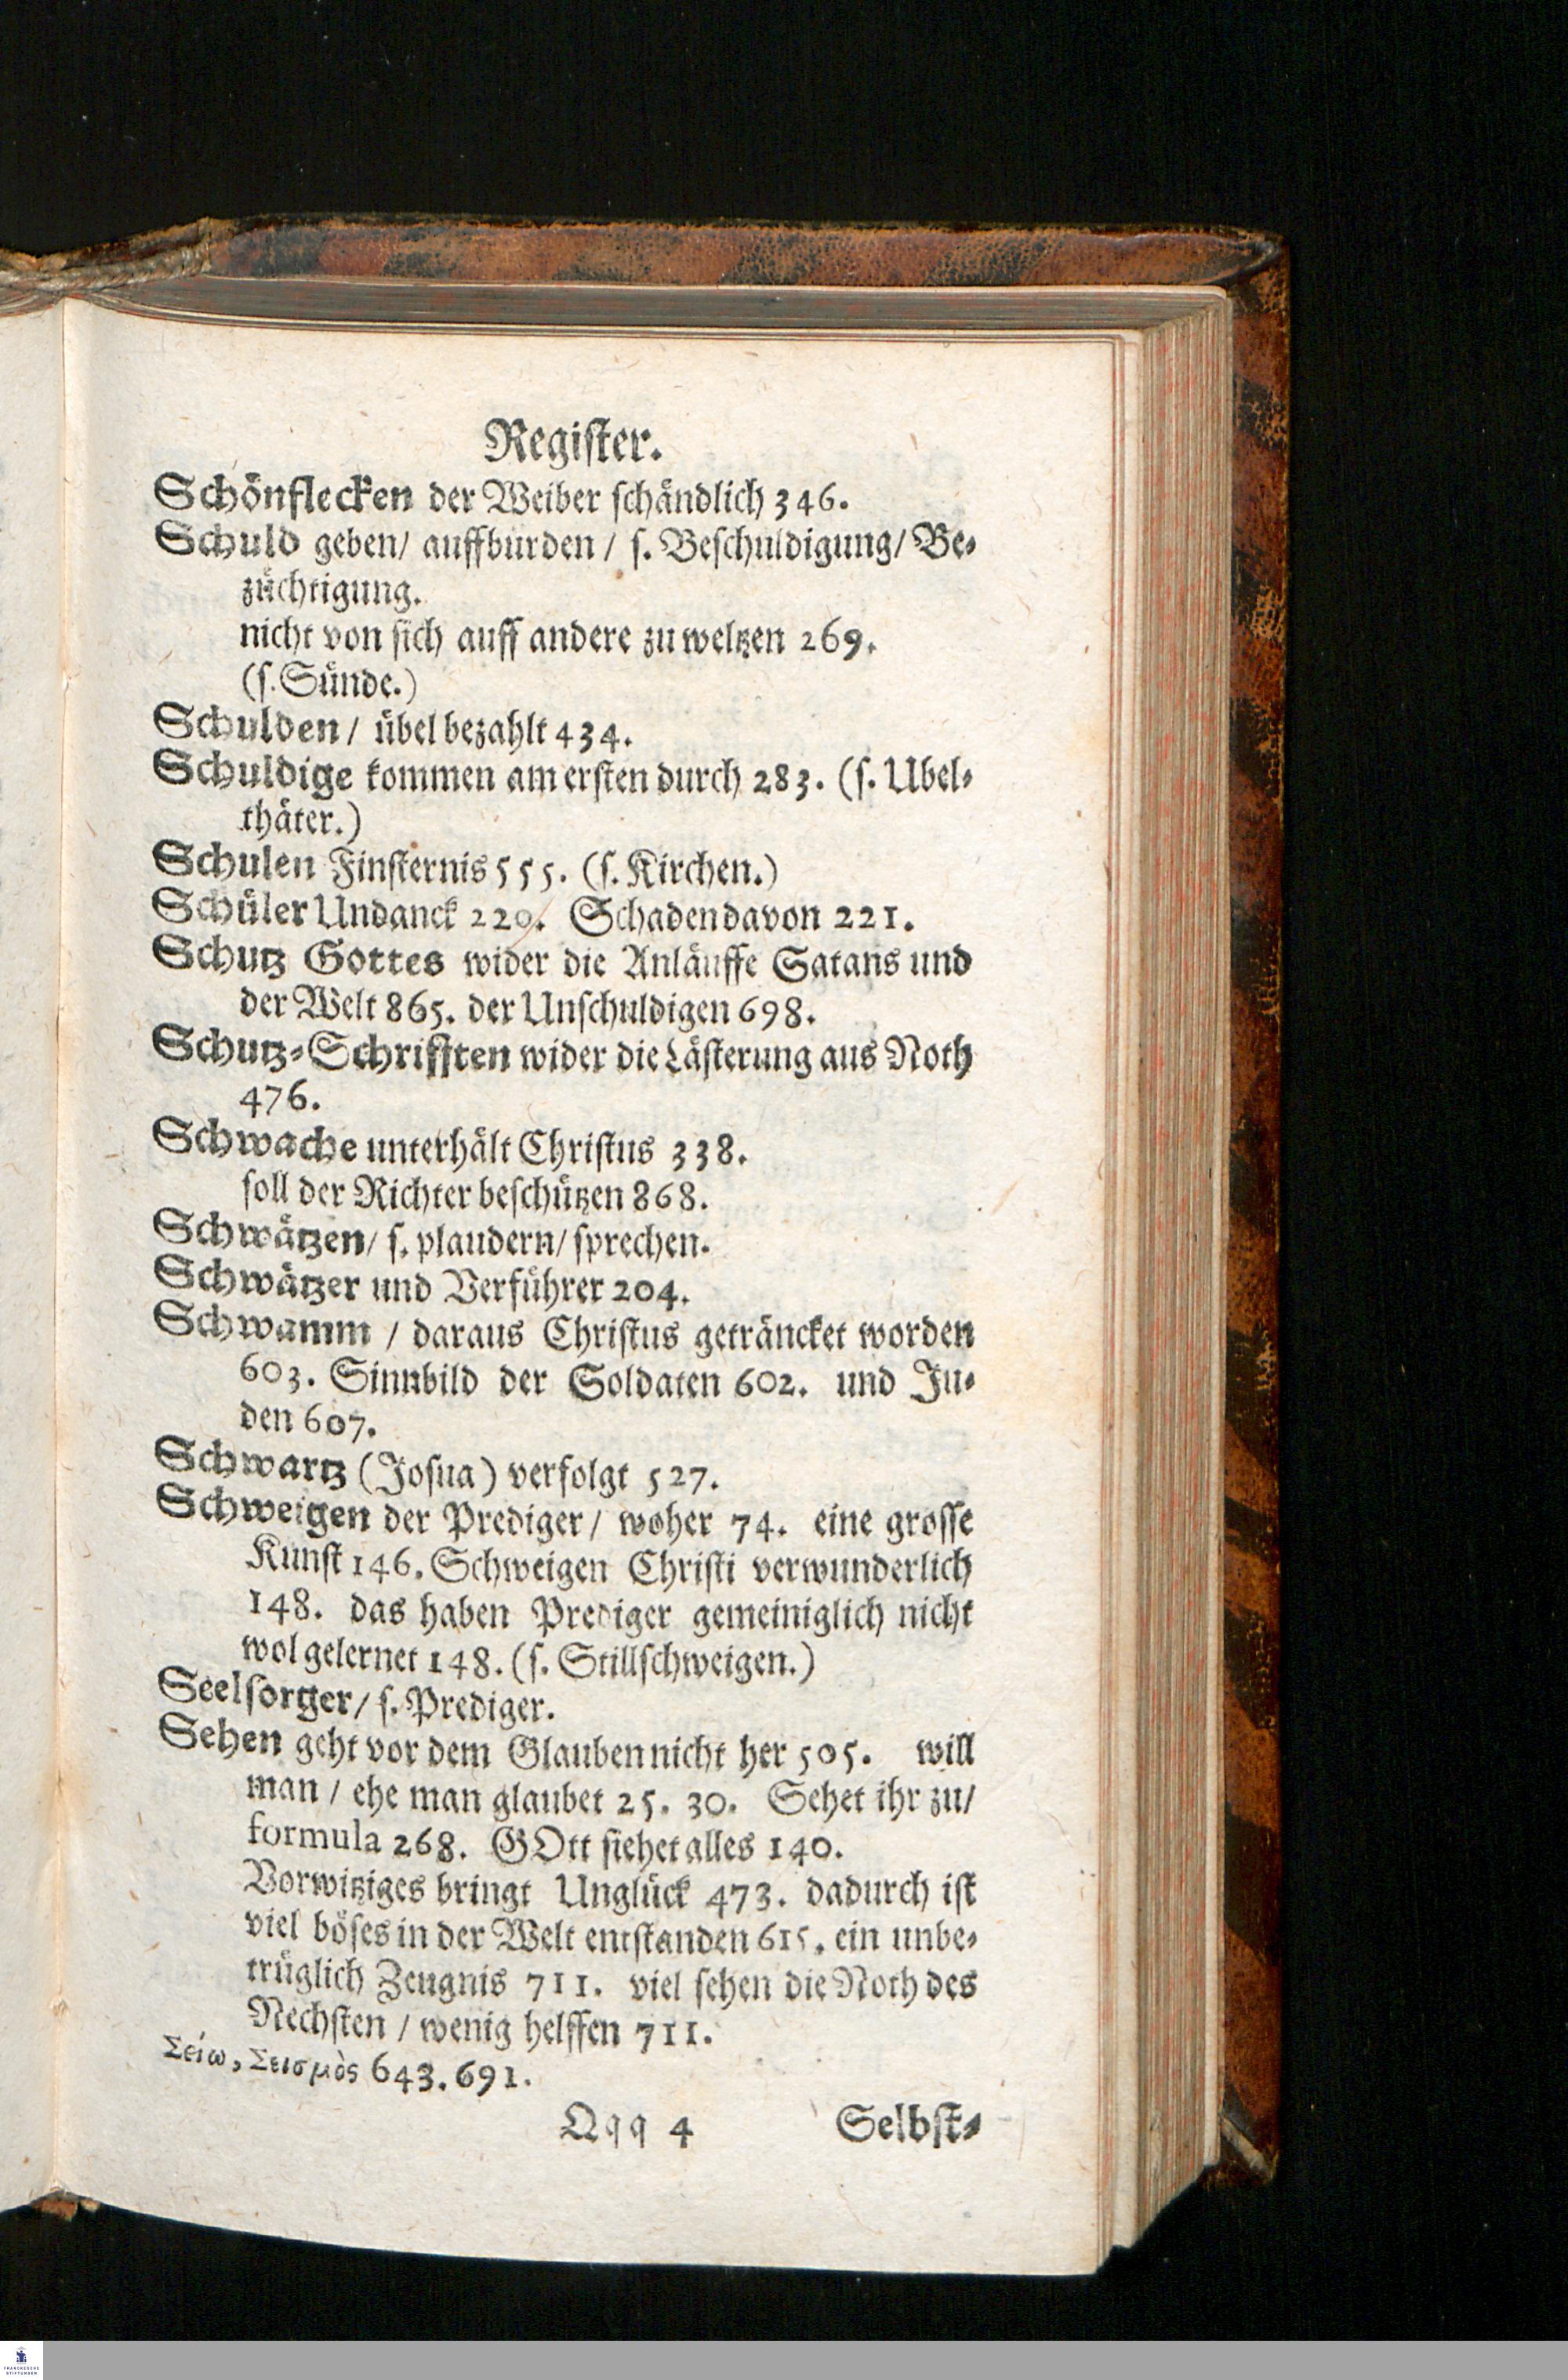 Register.
Schönflecken der Weiber schändlich 346.
Schuld geben/ auffbürden / s. Beschuldigung/ Be-
züchtigung.
nicht von sich auff andere zu weltzen 269.
(s. Sünde.)
Schulden / übel bezahlt 434.
Schuldige kommen am ersten durch 283. (s. Ubel-
thäter.)
Schulen Finsternis 555. (s. Kirchen.)
Schüler Undanck 220. Schaden davon 221.
Schutz Gottes wider die Anläuffe Satans und
der Welt 865. der Unschuldigen 698.
Schutz-Schrifften wider die Lästerung aus Noth
476.
Schwache unterhält Christus 338.
soll der Richter beschützen 868.
Schwätzen/ s. plaudern/ sprechen.
Schwätzer und Verführer 204.
Schwamm / daraus Christus geträncket worden
603. Sinnbild der Soldaten 602. und Ju-
den 607.
Schwartz (Josua) verfolgt 527.
Schweigen der Prediger / woher 74. eine grosse
Kunst 146. Schweigen Christi verwunderlich
148. das haben Prediger gemeiniglich nicht
wol gelernet 148. (s. Stillschweigen.)
Seelsorger/ s. Prediger.
Sehen geht vor dem Glauben nicht her 505. will
man / ehe man glaubet 25. 30. Sehet ihr zu/
formula 268. GOtt siehet alles 140.
Vorwitziges bringt Unglück 473. dadurch ist
viel böses in der Welt entstanden 615. ein unbe-
trüglich Zeugnis 711. viel sehen die Noth des
Nechsten / wenig helffen 711.
Σείω, Σεισμὸς 643. 691.
Qqq 4 Selbst-
FRANCKESCHE
STIFTUNGEN